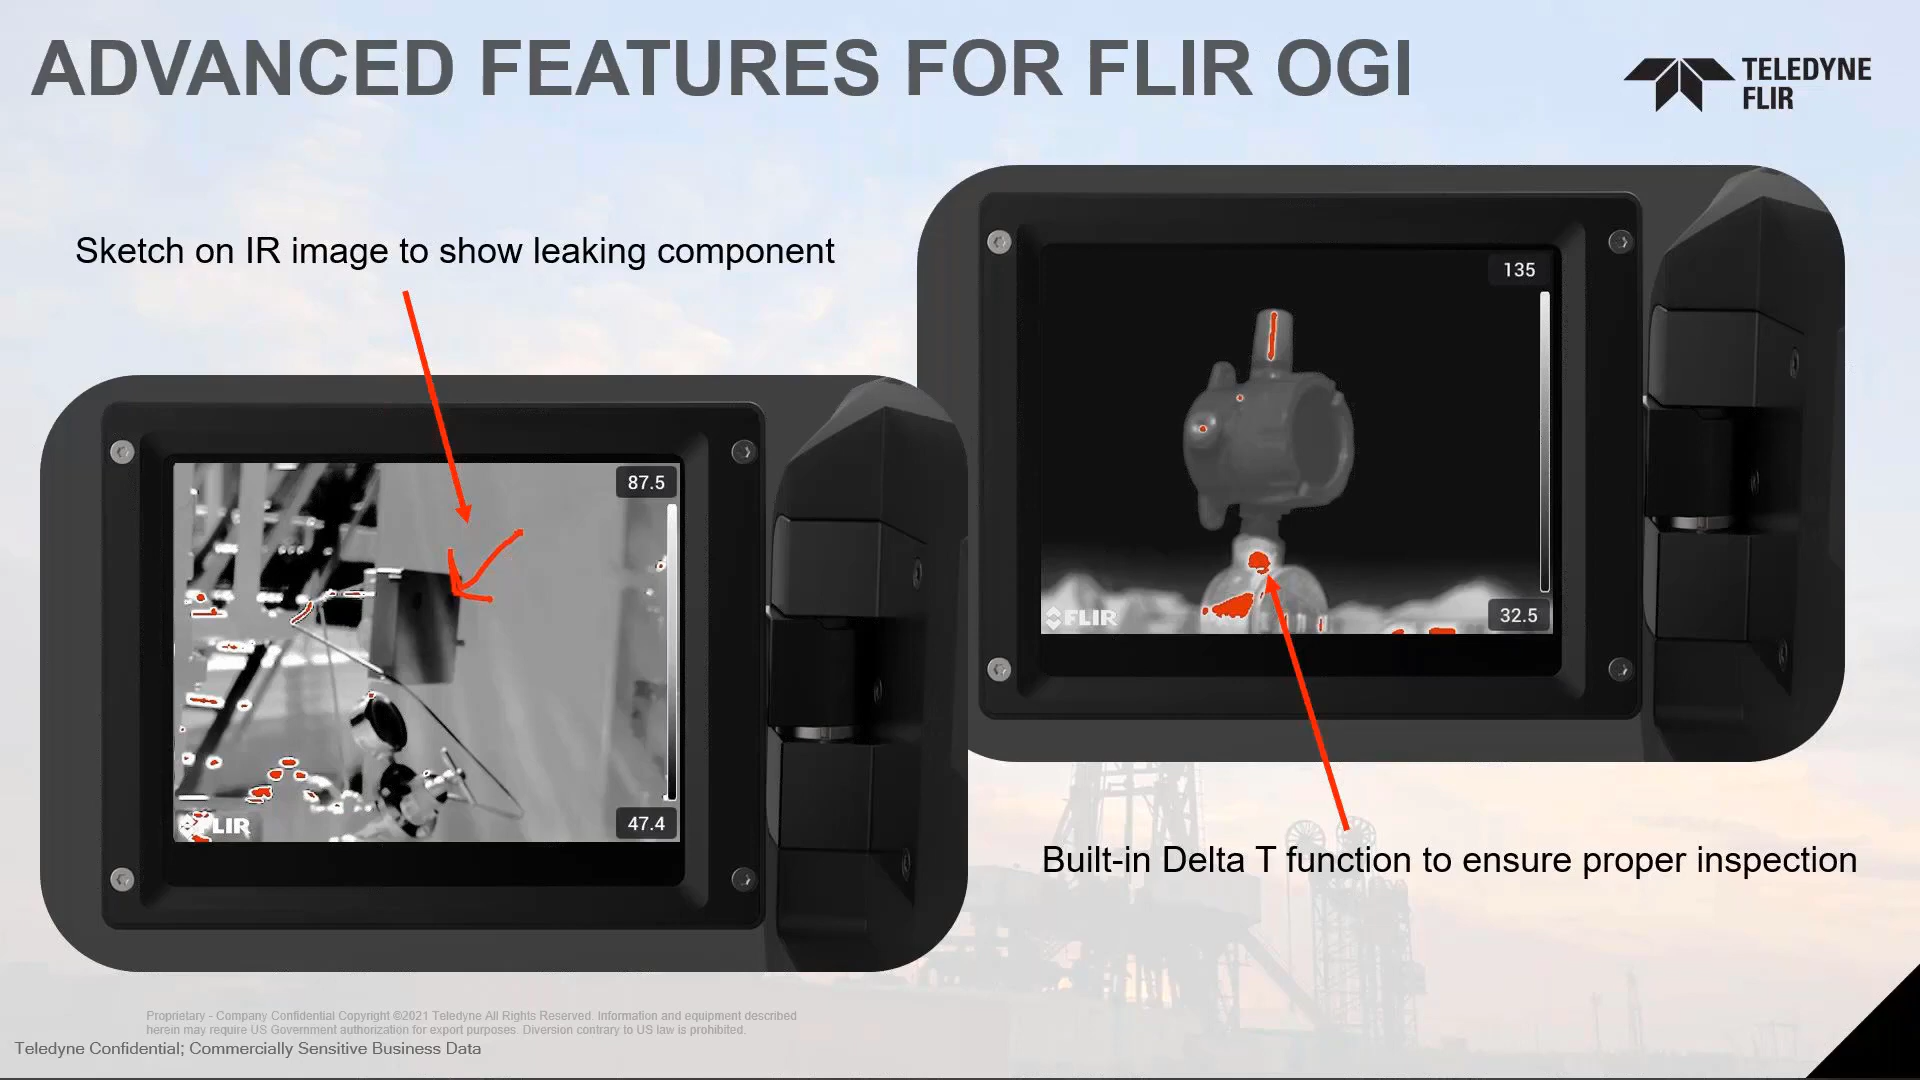 ADVANCED FEATURES FOR FLIR OGI
TELEDYNE
FLIR
Sketch on IR image to show leaking component
135
32.5
FLIR
87.5
47.4
FLIR
Built-in Delta T function to ensure proper inspection
Proprietary - Company Confidential Copyright ©2021 Teledyne All Rights Reserved. Information and equipment described
herein may require US Government authorization for export purposes. Diversion contrary to US law is prohibited.
Teledyne Confidential; Commercially Sensitive Business Data